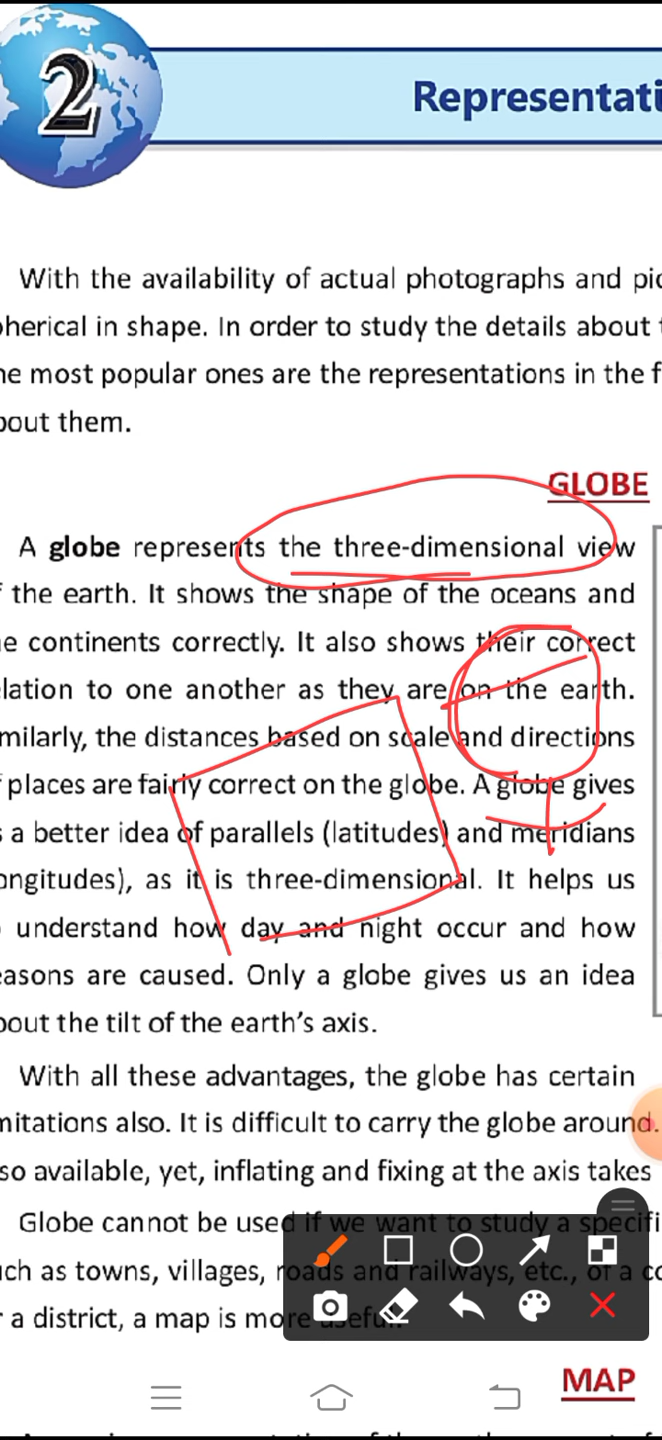 2
Representati
With the availability of actual photographs and pic
herical in shape. In order to study the details about t
he most popular ones are the representations in the f
bout them.
GLOBE
A globe represents the three-dimensional view
f the earth. It shows the shape of the oceans and
e continents correctly. It also shows their correct
lation to one another as they are on the earth.
milarly, the distances based on scale and directions
f places are fairly correct on the globe. A globe gives
s a better idea of parallels (latitudes) and meridians
ongitudes), as it is three-dimensional. It helps us
understand how day and night occur and how
easons are caused. Only a globe gives us an idea
bout the tilt of the earth's axis.
With all these advantages, the globe has certain
mitations also. It is difficult to carry the globe around.
so available, yet, inflating and fixing at the axis takes
Globe cannot be used if we want to study a specifi
uch as towns, villages, roads and railways, etc., of a co
r a district, a map is more useful.
MAP